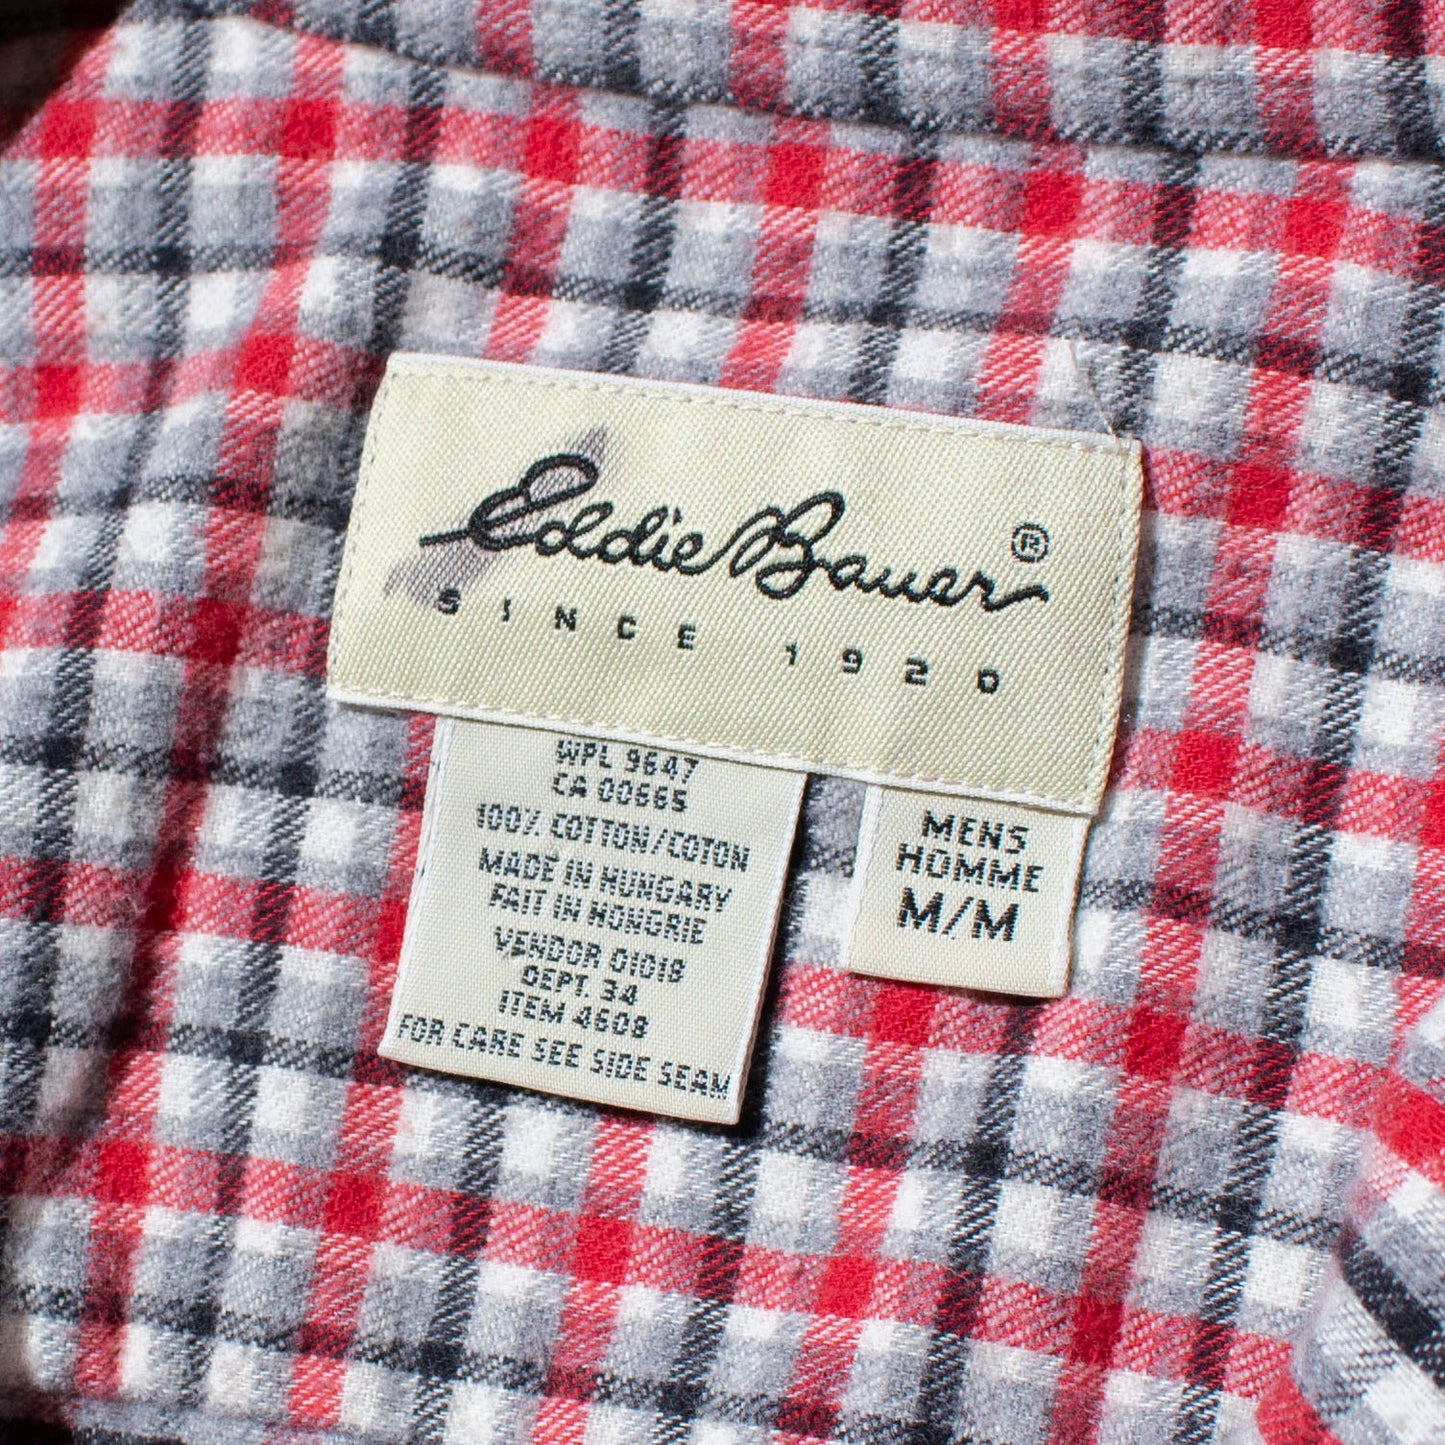 Eddie Bauer ®
SINCE 1920
WPL 9647
CA 00665
100% COTTON/COTON
MADE IN HUNGARY
FAIT IN HONGRIE
VENDOR 01018
DEPT. 34
ITEM 4608
FOR CARE SEE SIDE SEAM
MENS
HOMME
M/M